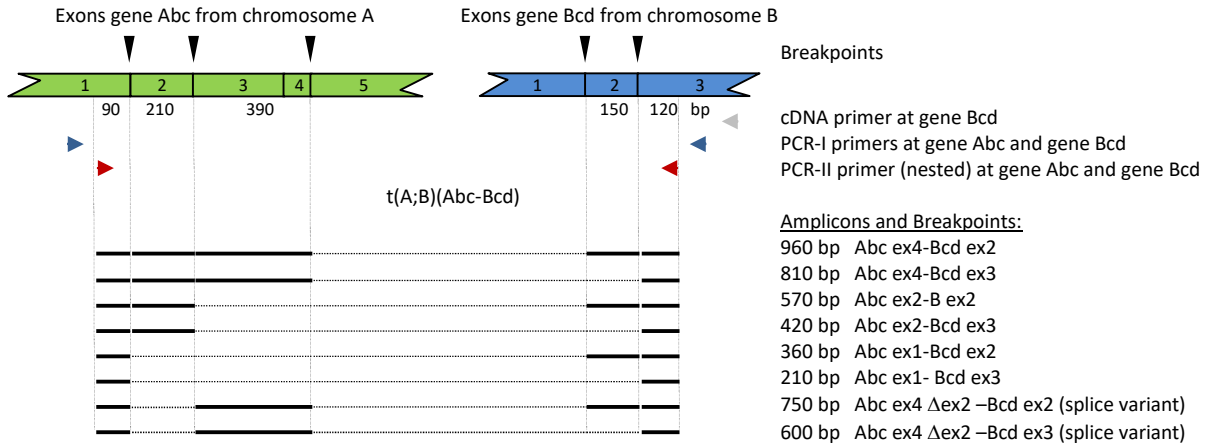 Exons gene Abc from chromosome A
Exons gene Bcd from chromosome B
Breakpoints
1 2 3 4 5
1 2 3
90 210 390
150 120 bp
cDNA primer at gene Bcd
PCR-I primers at gene Abc and gene Bcd
PCR-II primer (nested) at gene Abc and gene Bcd
t(A;B)(Abc-Bcd)
Amplicons and Breakpoints:
960 bp Abc ex4-Bcd ex2
810 bp Abc ex4-Bcd ex3
570 bp Abc ex2-B ex2
420 bp Abc ex2-Bcd ex3
360 bp Abc ex1-Bcd ex2
210 bp Abc ex1- Bcd ex3
750 bp Abc ex4 Δex2 –Bcd ex2 (splice variant)
600 bp Abc ex4 Δex2 –Bcd ex3 (splice variant)